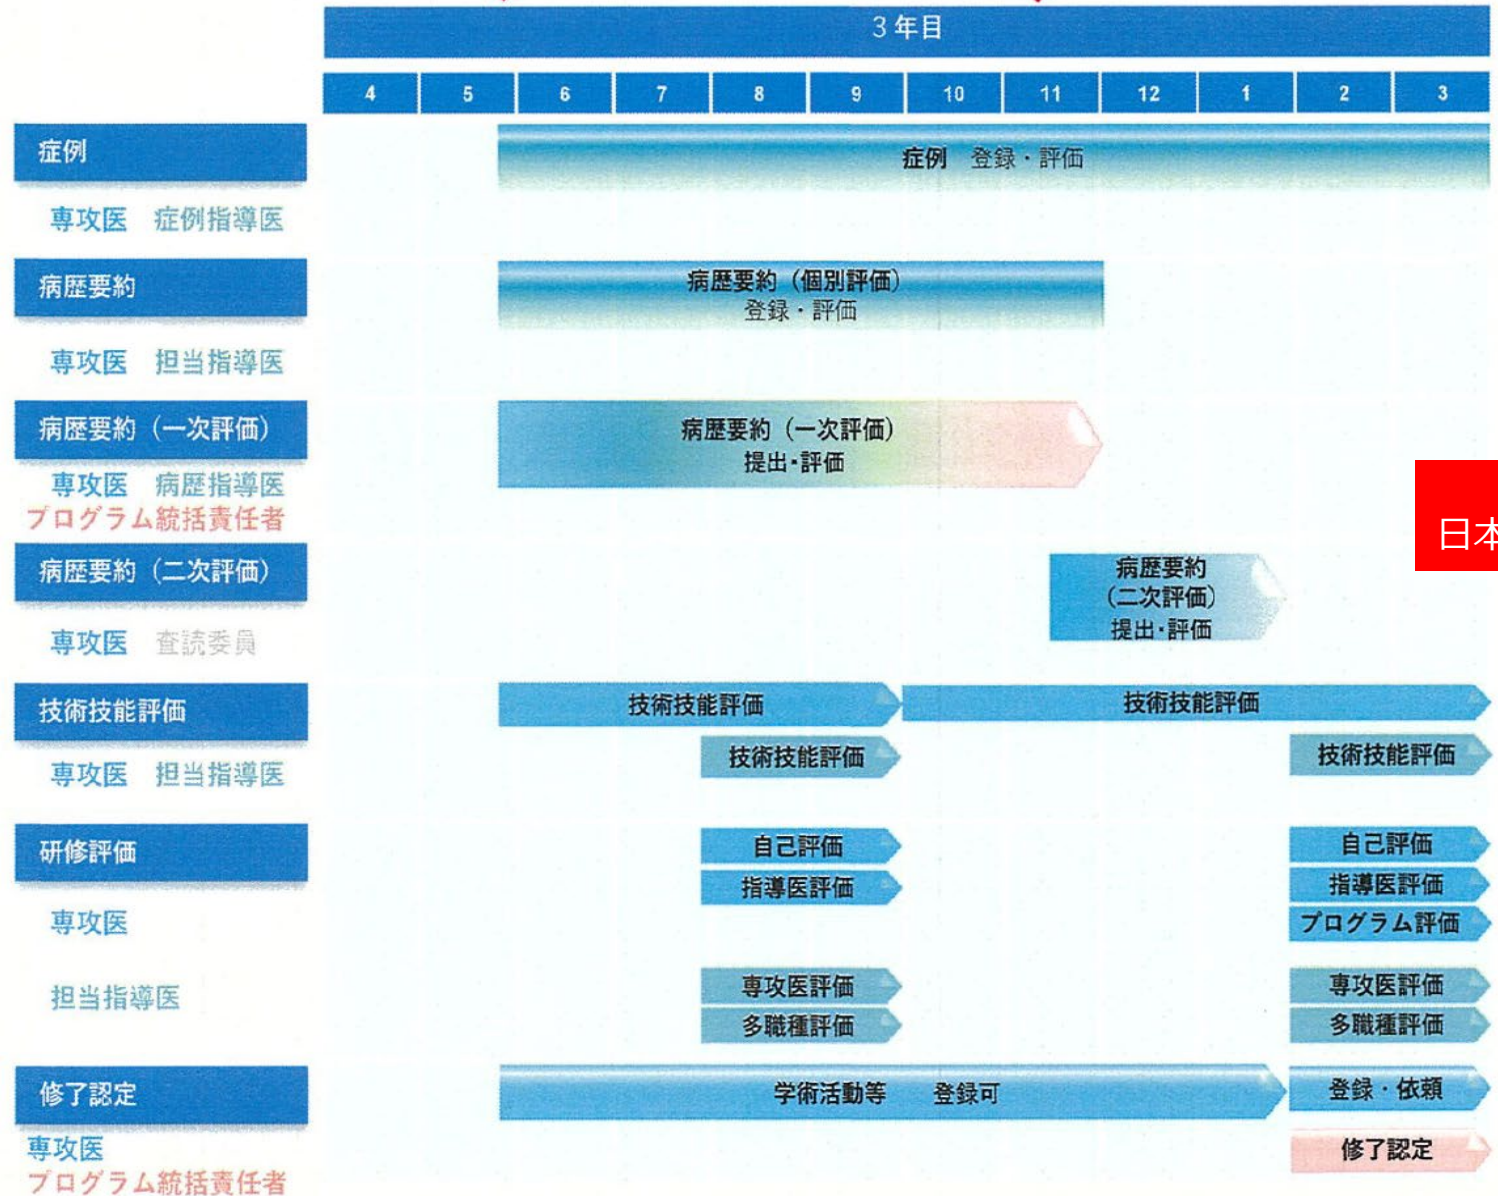 3年目
4 5 6 7 8 9 10 11 12 1 2 3
症例
症例 登録・評価
専攻医 症例指導医
病歴要約
病歴要約（個別評価）
登録・評価
専攻医 担当指導医
病歴要約（一次評価）
病歴要約（一次評価）
提出・評価
専攻医 病歴指導医
プログラム統括責任者
日本
病歴要約（二次評価）
病歴要約
（二次評価）
提出・評価
専攻医 査読委員
技術技能評価
技術技能評価 技術技能評価
技術技能評価 技術技能評価
専攻医 担当指導医
研修評価
自己評価 自己評価
指導医評価 指導医評価
専攻医
プログラム評価
担当指導医
専攻医評価 専攻医評価
多職種評価 多職種評価
修了認定
学術活動等 登録可 登録・依頼
専攻医
修了認定
プログラム統括責任者